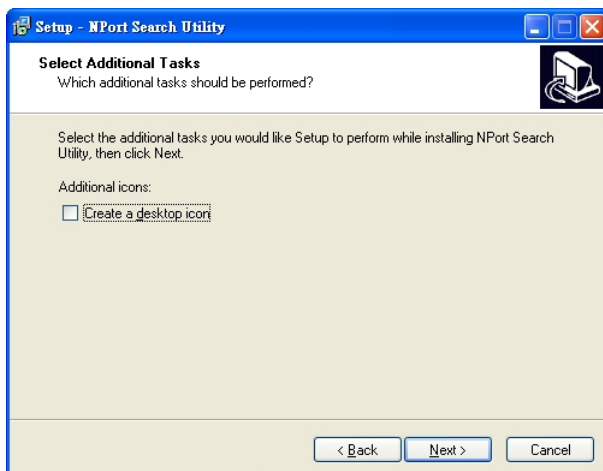 Setup - NPort Search Utility
Select Additional Tasks
Which additional tasks should be performed?
Select the additional tasks you would like Setup to perform while installing NPort Search
Utility, then click Next.
Additional icons:
Create a desktop icon
< Back
Next >
Cancel